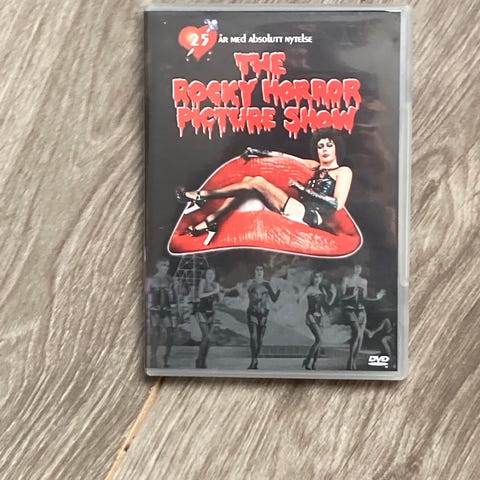 25 ÅR MED ABSOLUTT NYTELSE
THE
ROCKY HORROR
PICTURE SHOW
DVD